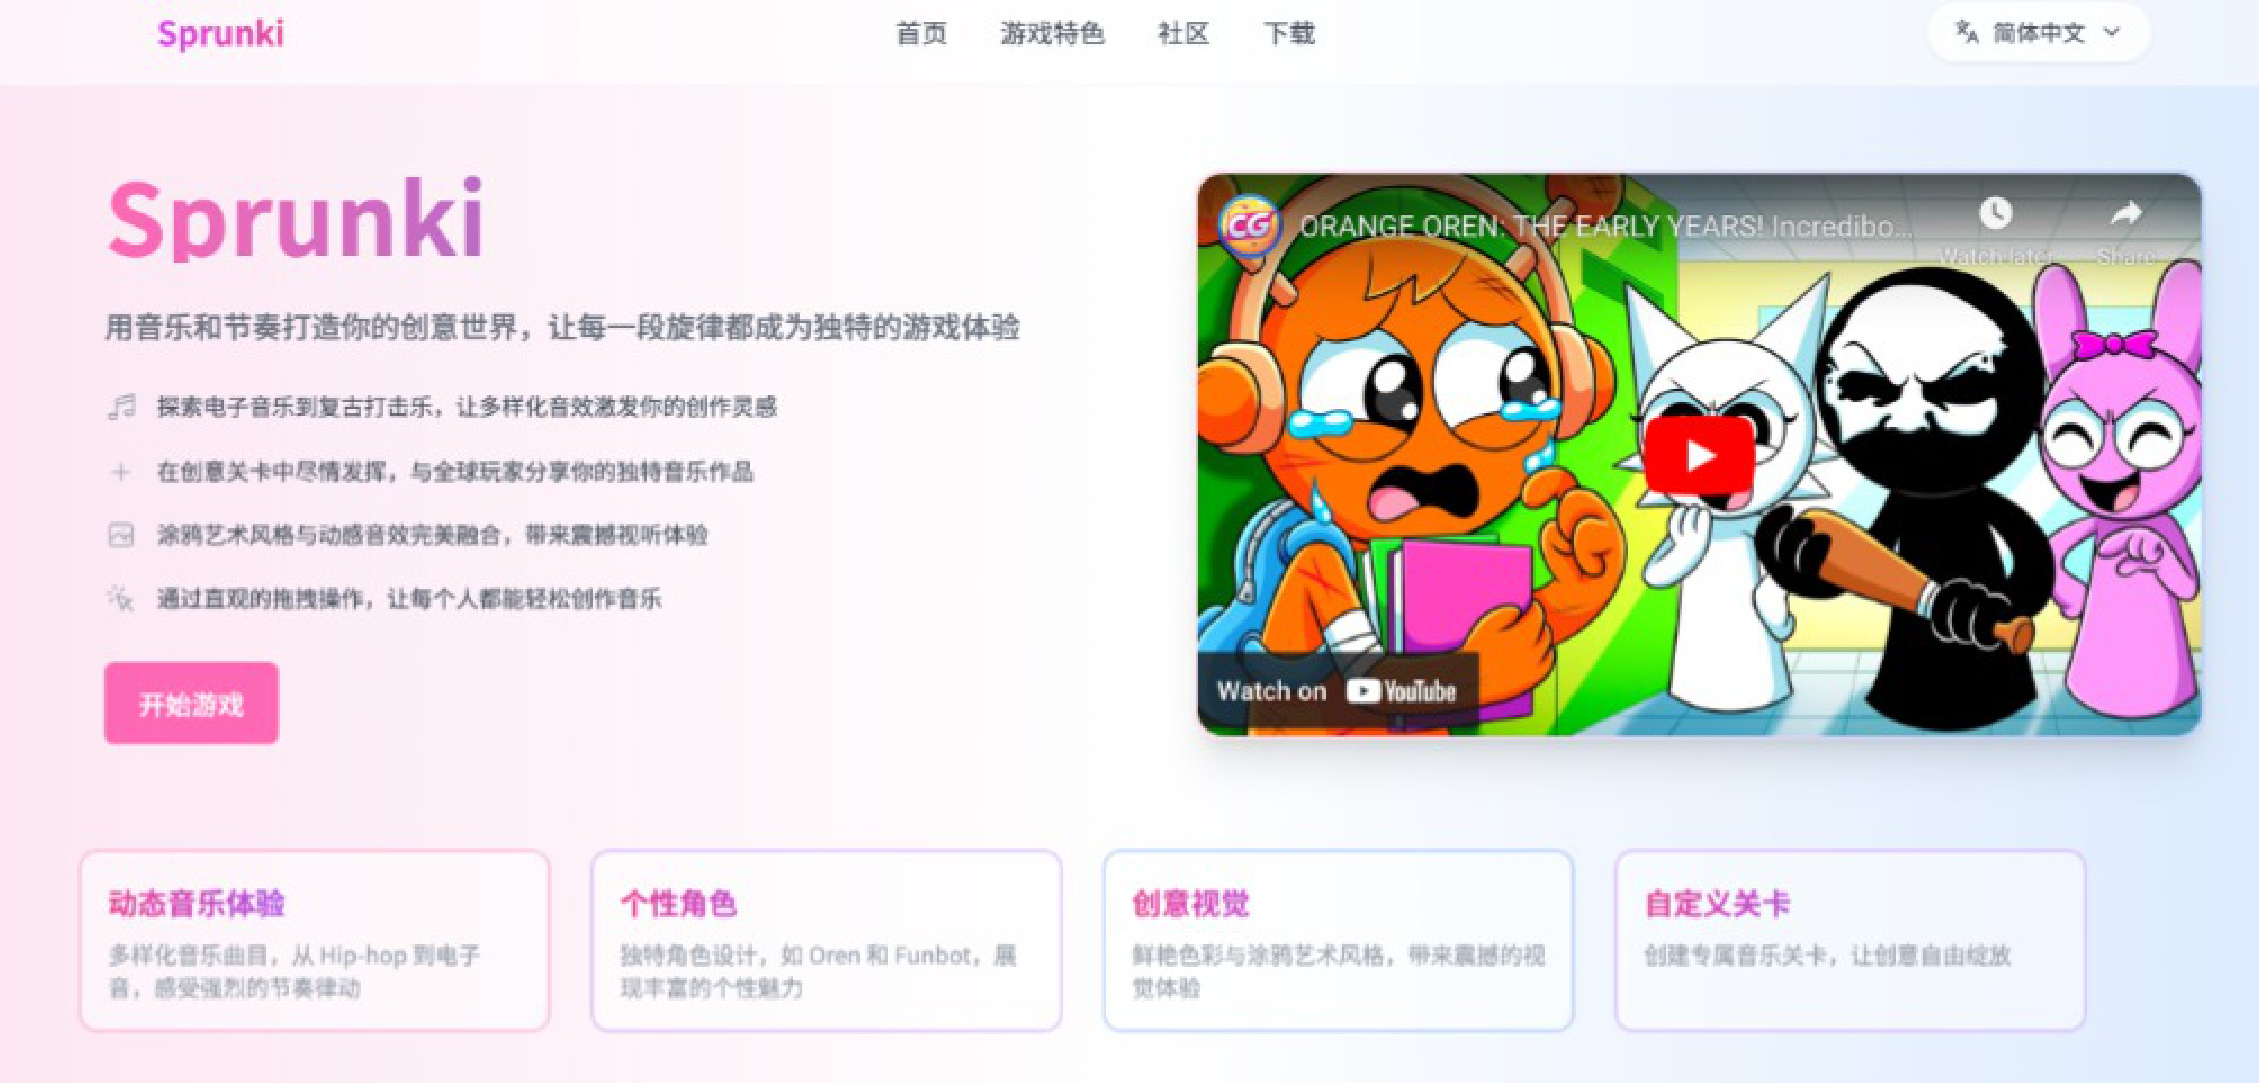 Sprunki
首页
游戏特色
社区
下载
简体中文
Sprunki
用音乐和节奏打造你的创意世界，让每一段旋律都成为独特的游戏体验
探索电子音乐到复古打击乐，让多样化音效激发你的创作灵感
在创意关卡中尽情发挥，与全球玩家分享你的独特音乐作品
涂鸦艺术风格与动感音效完美融合，带来震撼视听体验
通过直观的拖拽操作，让每个人都能轻松创作音乐
开始游戏
CG
ORANGE OREN: THE EARLY YEARS! Incredibo...
Watch later
Share
Watch on YouTube
动态音乐体验
多样化音乐曲目，从 Hip-hop 到电子
音，感受强烈的节奏律动
个性角色
独特角色设计，如 Oren 和 Funbot，展
现丰富的个性魅力
创意视觉
鲜艳色彩与涂鸦艺术风格，带来震撼的视
觉体验
自定义关卡
创建专属音乐关卡，让创意自由绽放